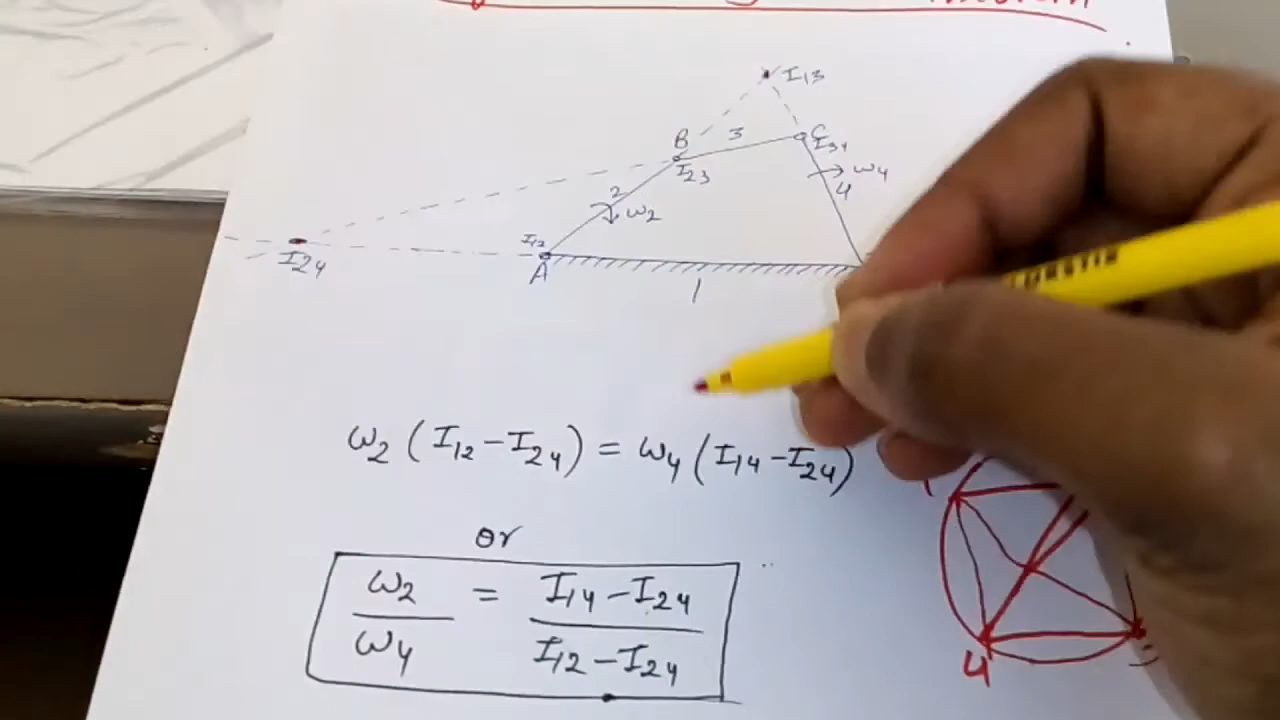 I13
B
3
C
I34
I23
ω4
2
4
ω2
I12
I24
A
1
ω2 (I12 - I24) = ω4 (I14 - I24)
or
ω2 / ω4 = I14 - I24 / I12 - I24
4